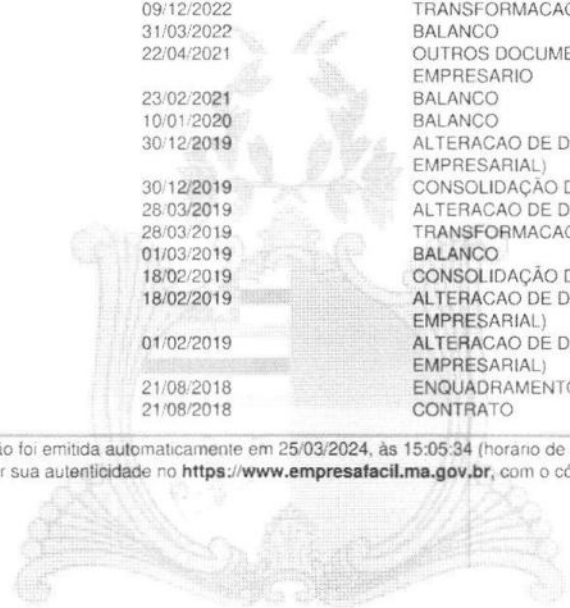 09/12/2022 TRANSFORMACAO
31/03/2022 BALANCO
22/04/2021 OUTROS DOCUME
EMPRESARIO
23/02/2021 BALANCO
10/01/2020 BALANCO
30/12/2019 ALTERACAO DE D
EMPRESARIAL)
30/12/2019 CONSOLIDAÇÃO D
28/03/2019 ALTERACAO DE D
28/03/2019 TRANSFORMACAO
01/03/2019 BALANCO
18/02/2019 CONSOLIDAÇÃO D
18/02/2019 ALTERACAO DE D
EMPRESARIAL)
01/02/2019 ALTERACAO DE D
EMPRESARIAL)
21/08/2018 ENQUADRAMENTO
21/08/2018 CONTRATO
ão foi emitida automaticamente em 25/03/2024, às 15:05:34 (horario de
r sua autenticidade no https://www.empresafacil.ma.gov.br, com o có